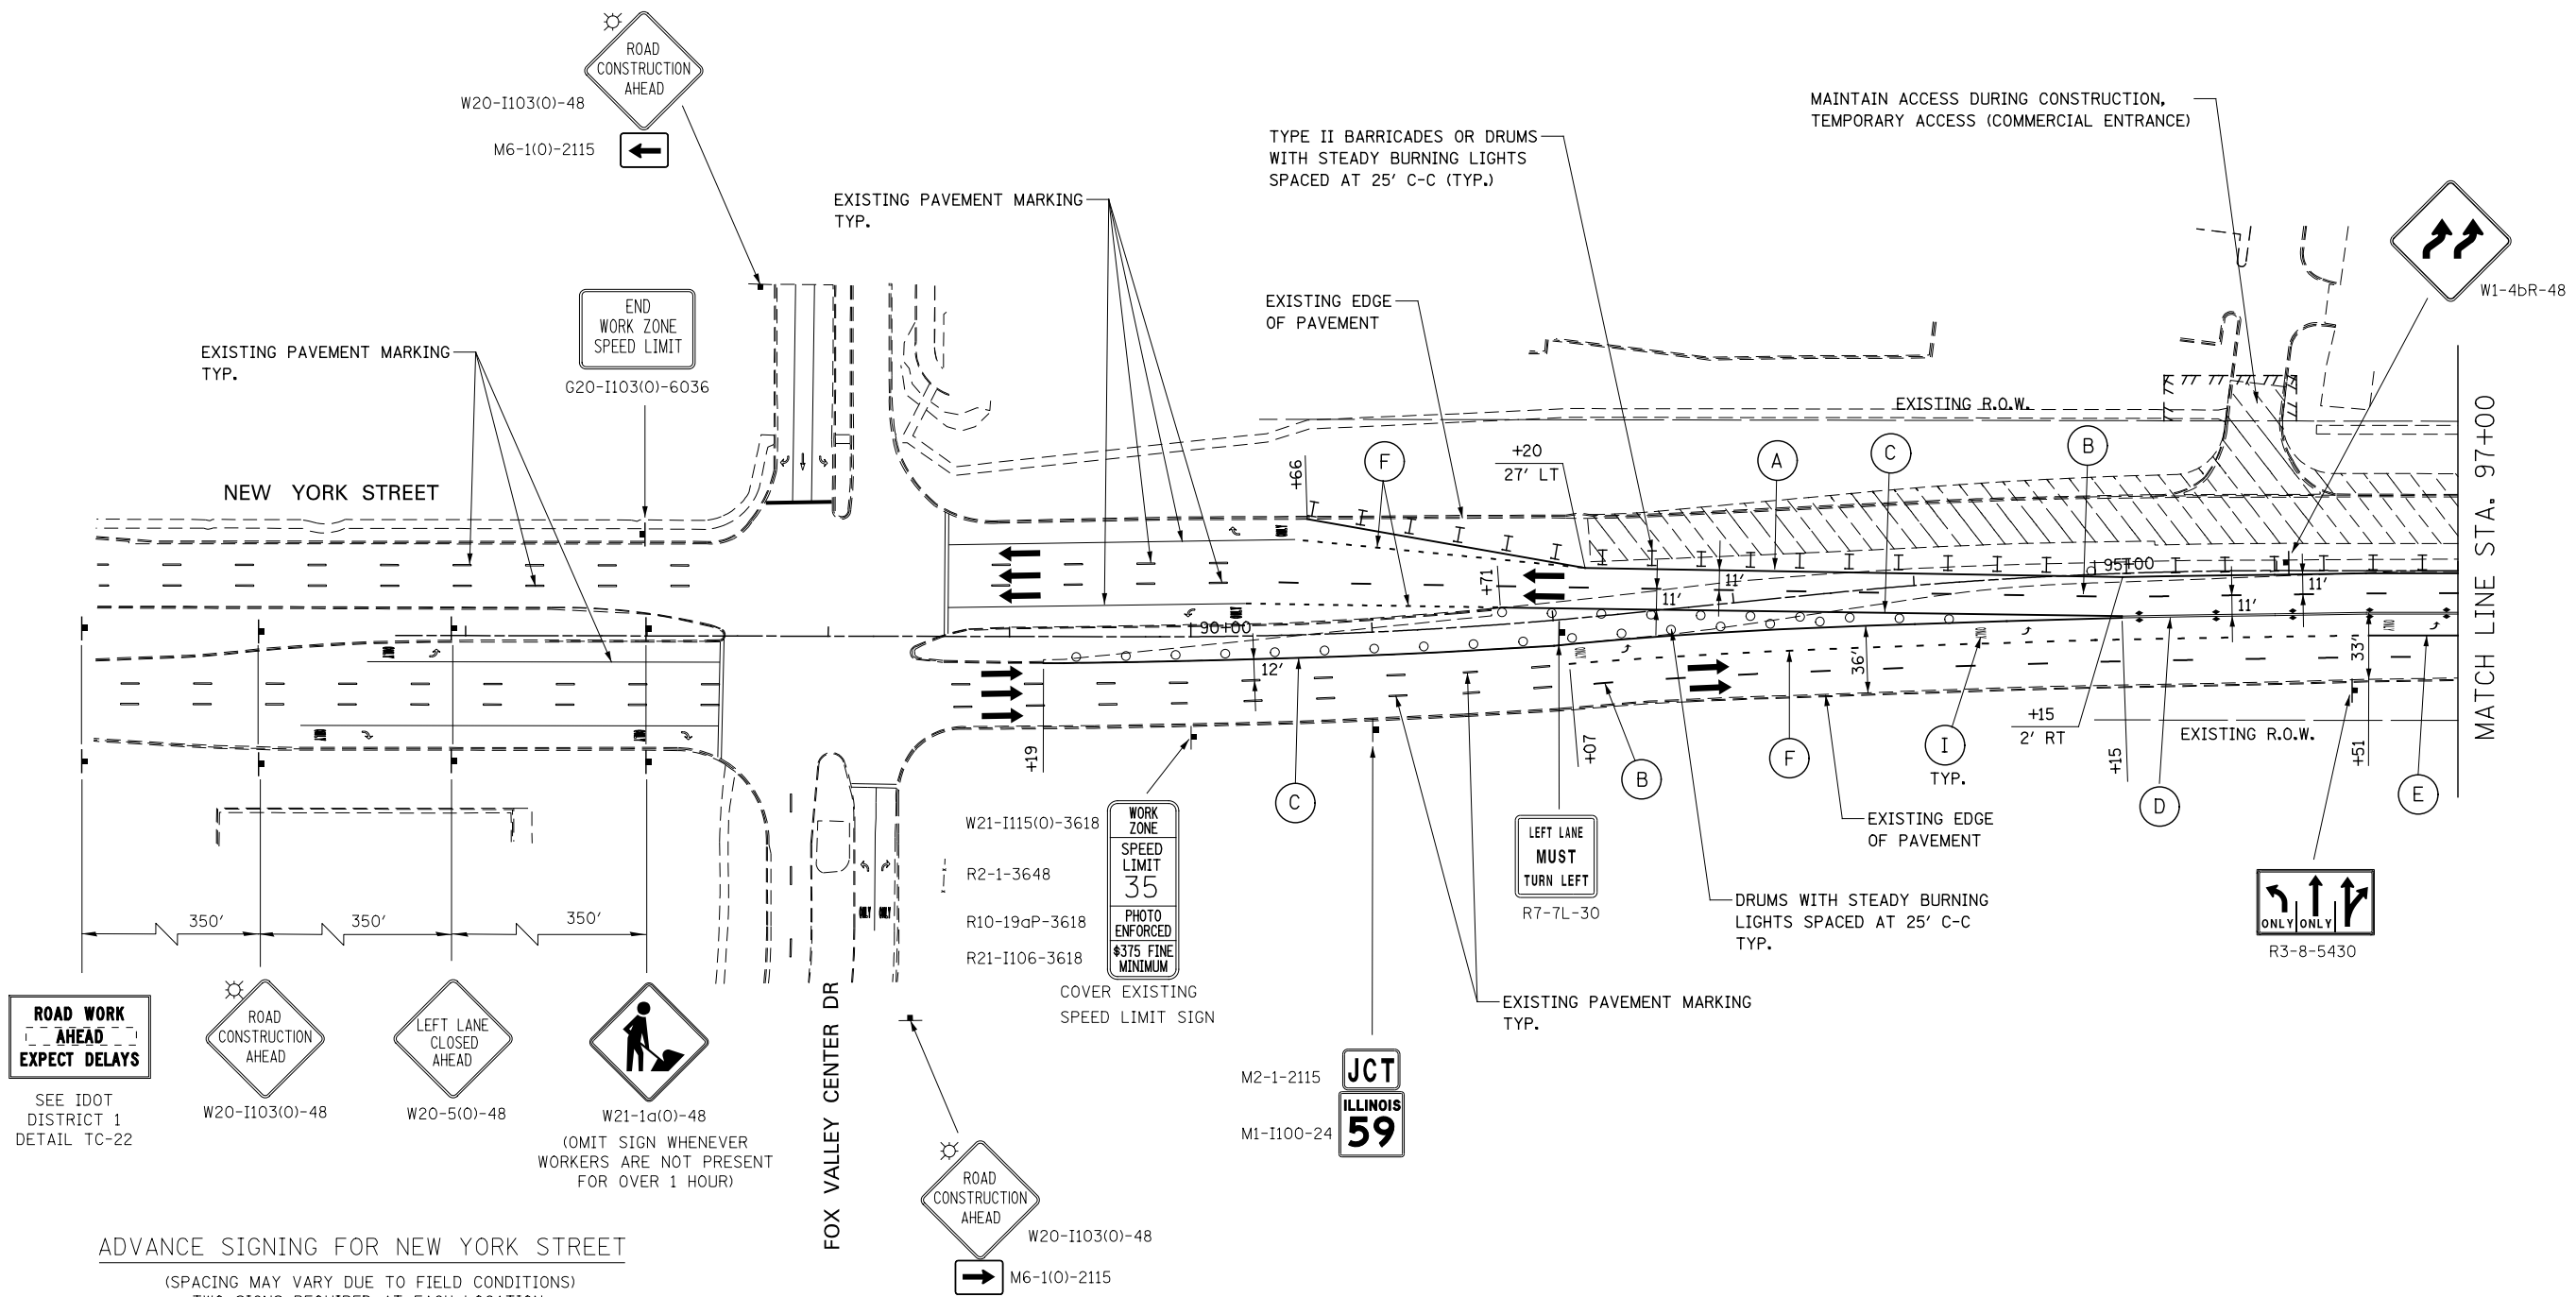 ROAD
CONSTRUCTION
AHEAD
W20-I103(O)-48
M6-1(O)-2115
MAINTAIN ACCESS DURING CONSTRUCTION,
TEMPORARY ACCESS (COMMERCIAL ENTRANCE)
TYPE II BARRICADES OR DRUMS
WITH STEADY BURNING LIGHTS
SPACED AT 25' C-C (TYP.)
EXISTING PAVEMENT MARKING
TYP.
W1-4bR-48
END
WORK ZONE
SPEED LIMIT
G20-I103(O)-6036
EXISTING EDGE
OF PAVEMENT
EXISTING PAVEMENT MARKING
TYP.
EXISTING R.O.W.
MATCH LINE STA. 97+00
NEW YORK STREET
+66
F
+20
27' LT
A
C
B
+71
11'
11'
95+00
11'
11'
90+00
12'
ONLY
36'
ONLY
33'
ONLY
+19
C
+07
B
F
I
TYP.
+15
2' RT
+15
EXISTING R.O.W.
+51
D
E
EXISTING EDGE
OF PAVEMENT
W21-I115(O)-3618
R2-1-3648
R10-19aP-3618
R21-I106-3618
WORK
ZONE
SPEED
LIMIT
35
PHOTO
ENFORCED
$375 FINE
MINIMUM
COVER EXISTING
SPEED LIMIT SIGN
LEFT LANE
MUST
TURN LEFT
R7-7L-30
DRUMS WITH STEADY BURNING
LIGHTS SPACED AT 25' C-C
TYP.
ONLY ONLY
R3-8-5430
EXISTING PAVEMENT MARKING
TYP.
350'
350'
350'
ROAD WORK
AHEAD
EXPECT DELAYS
SEE IDOT
DISTRICT 1
DETAIL TC-22
ROAD
CONSTRUCTION
AHEAD
W20-I103(O)-48
LEFT LANE
CLOSED
AHEAD
W20-5(O)-48
W21-1a(O)-48
(OMIT SIGN WHENEVER
WORKERS ARE NOT PRESENT
FOR OVER 1 HOUR)
FOX VALLEY CENTER DR
M2-1-2115
JCT
M1-I100-24
ILLINOIS
59
ROAD
CONSTRUCTION
AHEAD
W20-I103(O)-48
M6-1(O)-2115
ADVANCE SIGNING FOR NEW YORK STREET
(SPACING MAY VARY DUE TO FIELD CONDITIONS)
TWO SIGNS REQUIRED AT EACH LOCATION